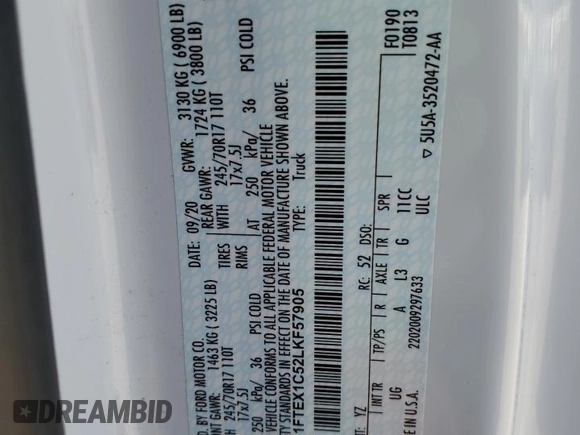 D. BY FORD MOTOR CO.
DATE: 09/20 GVWR: 3130 KG ( 6900 LB)
ONT GAWR: 1463 KG ( 3225 LB) REAR GAWR: 1724 KG ( 3800 LB)
H 245/70R17 110T TIRES WITH 245/70R17 110T
17x7.5J RIMS 17x7.5J
250 kPa/ 36 PSI COLD AT 250 kPa/ 36 PSI COLD
VEHICLE CONFORMS TO ALL APPLICABLE FEDERAL MOTOR VEHICLE
STANDARDS IN EFFECT ON THE DATE OF MANUFACTURE SHOWN ABOVE.
1FTEX1C52LKF57905 Truck
F0190
T0813
YZ RC: 52 DSO:
INT TR TP/PS R AXLE TR SPR
UG A L3 G 11CC
2202009297633 ULC
E IN U.S.A. 5U5A-3520472-AA
DREAMBID